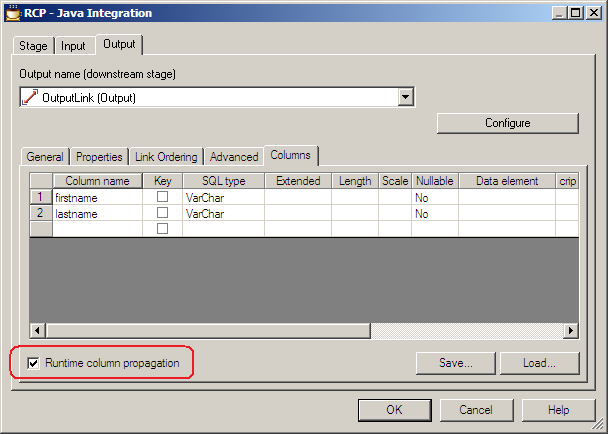 RCP - Java Integration
Stage Input Output
Output name (downstream stage)
OutputLink (Output)
Configure
General Properties Link Ordering Advanced Columns
Column name Key SQL type Extended Length Scale Nullable Data element crip
1 firstname VarChar No
2 lastname VarChar No
Runtime column propagation Save... Load...
OK Cancel Help